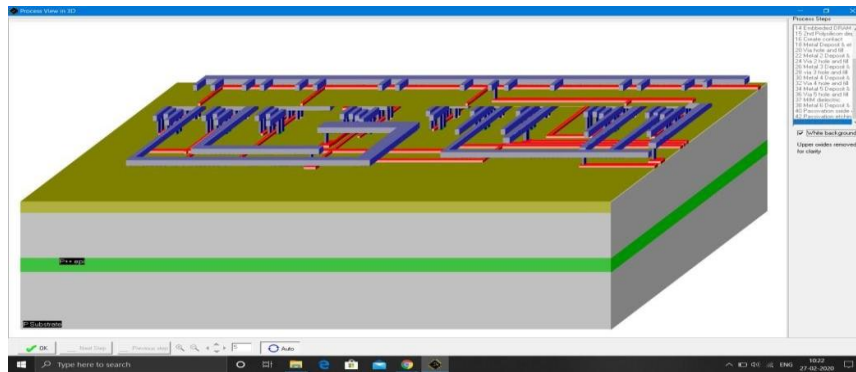 Process View in 3D
Process Steps
14 Embbeded DRAM
15 2nd Polysilicon dep
16 Create contact
18 Metal Deposit & et
20 Via hole and fill
22 Metal 2 Deposit &
24 Via 2 hole and fill
26 Metal 3 Deposit &
28 via 3 hole and fill
30 Metal 4 Deposit &
32 Via 4 hole and fill
34 Metal 5 Deposit &
36 Via 5 hole and fill
37 MIM dielectric
38 Metal 6 Deposit &
40 Passivation oxide
42 Passivation etchin
White background
Upper oxides removed
for clarity
P++ epi
P Substrate
OK
Next Step
Previous step
5
Auto
Type here to search
ENG
10:22
27-02-2020